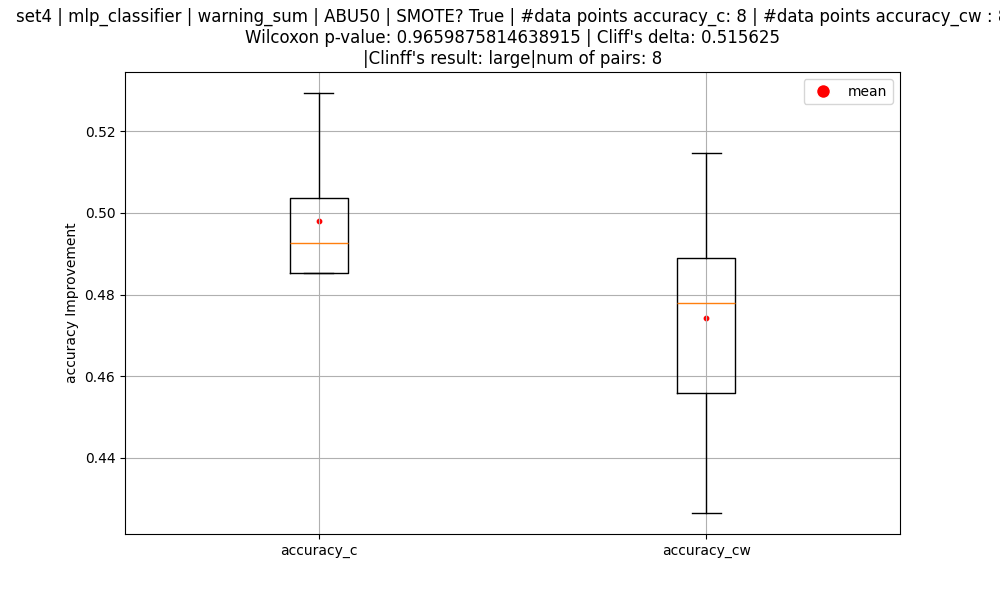 set4 | mlp_classifier | warning_sum | ABU50 | SMOTE? True | #data points accuracy_c: 8 | #data points accuracy_cw :
Wilcoxon p-value: 0.9659875814638915 | Cliff's delta: 0.515625
|Clinff's result: large|num of pairs: 8
mean
0.52
0.50
0.48
0.46
0.44
accuracy Improvement
accuracy_c
accuracy_cw